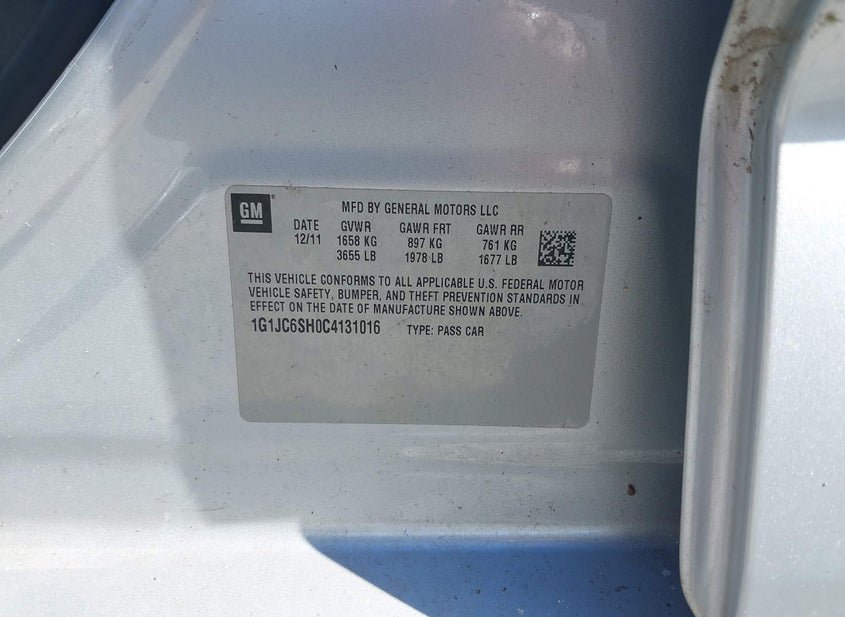 GM
MFD BY GENERAL MOTORS LLC
DATE GVWR GAWR FRT GAWR RR
12/11 1658 KG 897 KG 761 KG
3655 LB 1978 LB 1677 LB
THIS VEHICLE CONFORMS TO ALL APPLICABLE U.S. FEDERAL MOTOR
VEHICLE SAFETY, BUMPER, AND THEFT PREVENTION STANDARDS IN
EFFECT ON THE DATE OF MANUFACTURE SHOWN ABOVE.
1G1JC6SH0C4131016 TYPE: PASS CAR